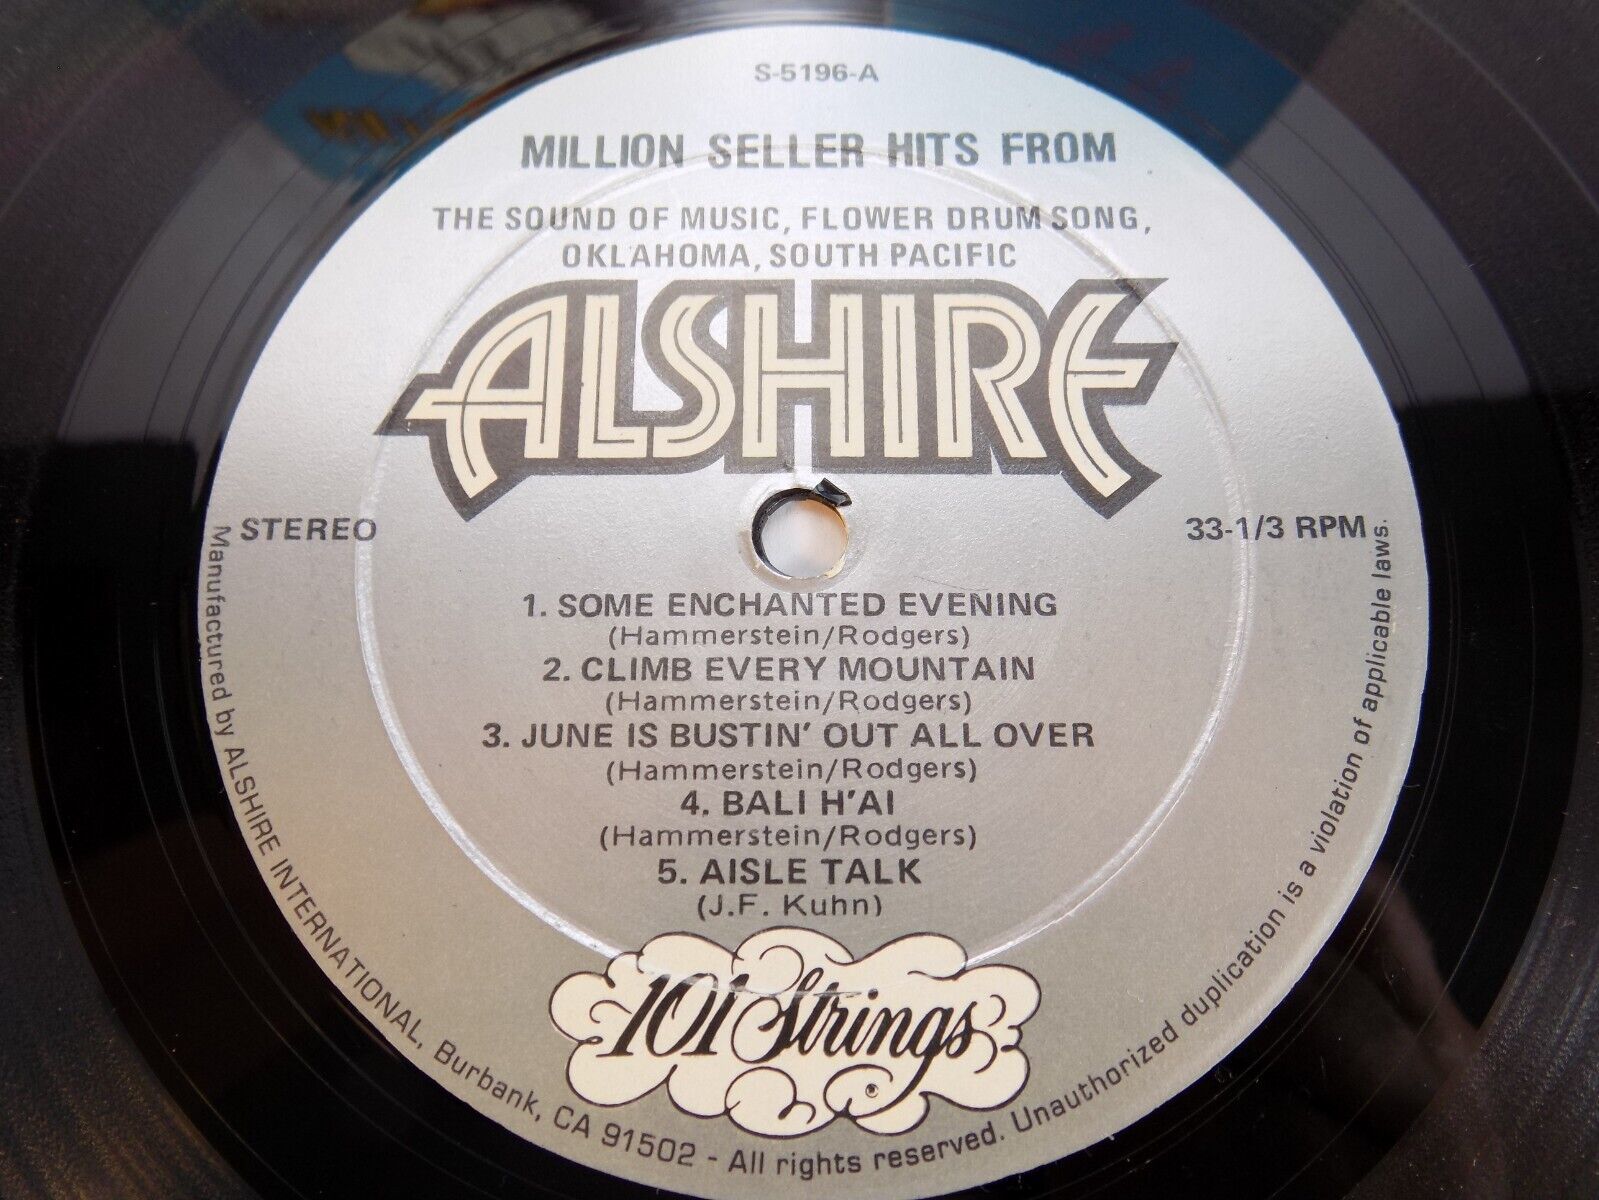 S-5196-A
MILLION SELLER HITS FROM
THE SOUND OF MUSIC, FLOWER DRUM SONG,
OKLAHOMA, SOUTH PACIFIC
ALSHIRE
STEREO
33-1/3 RPM
1. SOME ENCHANTED EVENING
(Hammerstein/Rodgers)
2. CLIMB EVERY MOUNTAIN
(Hammerstein/Rodgers)
3. JUNE IS BUSTIN' OUT ALL OVER
(Hammerstein/Rodgers)
4. BALI H'AI
(Hammerstein/Rodgers)
5. AISLE TALK
(J.F. Kuhn)
101 Strings
Manufactured by ALSHIRE INTERNATIONAL, Burbank, CA 91502 - All rights reserved. Unauthorized duplication is a violation of applicable laws.